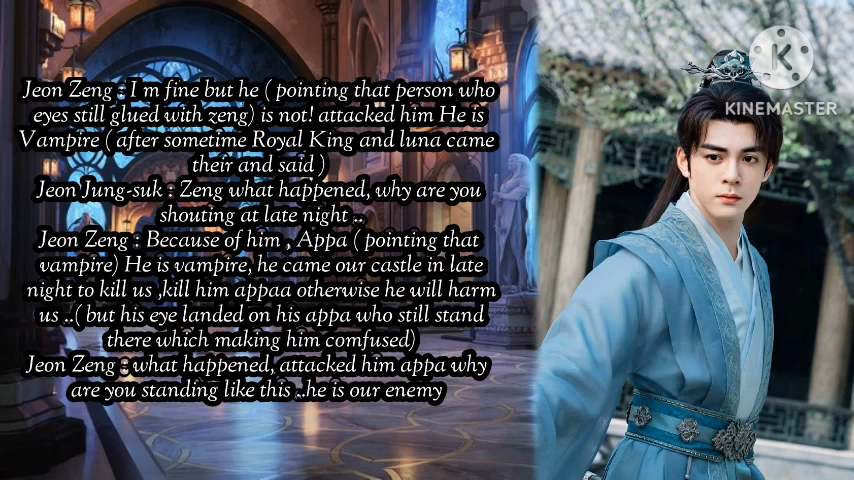 Jeon Zeng : I m fine but he ( pointing that person who
eyes still glued with zeng) is not! attacked him He is
Vampire ( after sometime Royal King and luna came
their and said )
Jeon Jung-suk : Zeng what happened, why are you
shouting at late night ..
Jeon Zeng : Because of him , Appa ( pointing that
vampire) He is vampire, he came our castle in late
night to kill us ,kill him appaa otherwise he will harm
us ..( but his eye landed on his appa who still stand
there which making him comfused)
Jeon Zeng : what happened, attacked him appa why
are you standing like this ..he is our enemy
K
KINEMASTER